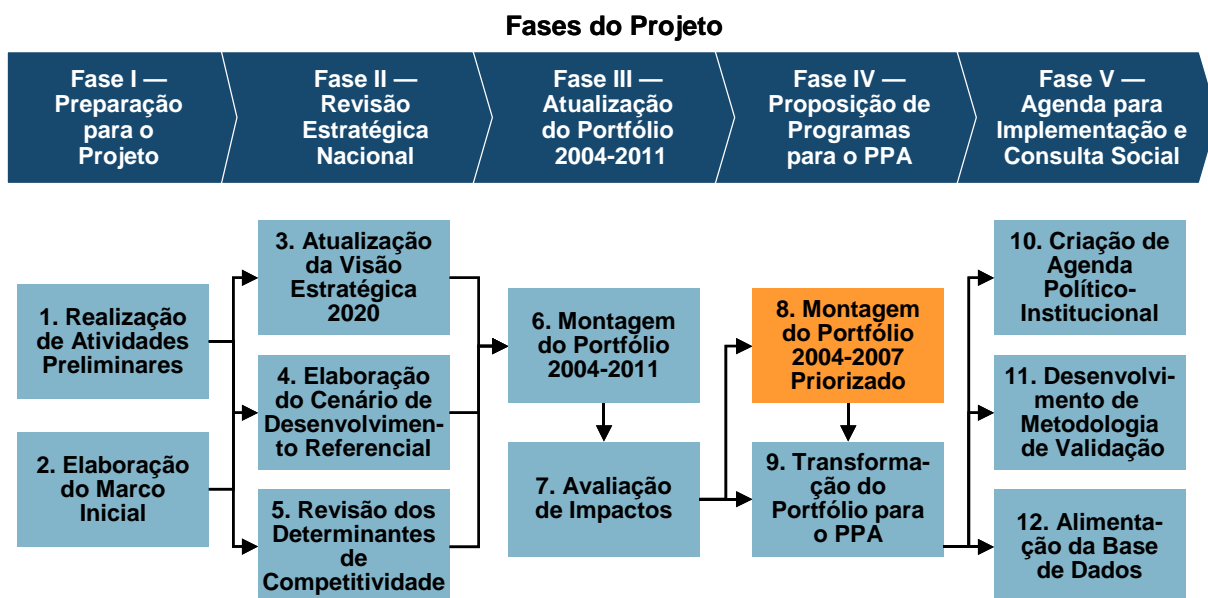 Fases do Projeto
Fase I —
Preparação
para o
Projeto
Fase II —
Revisão
Estratégica
Nacional
Fase III —
Atualização
do Portfólio
2004-2011
Fase IV —
Proposição de
Programas
para o PPA
Fase V —
Agenda para
Implementação e
Consulta Social
1. Realização
de Atividades
Preliminares
2. Elaboração
do Marco
Inicial
3. Atualização
da Visão
Estratégica
2020
4. Elaboração
do Cenário de
Desenvolvimen-
to Referencial
5. Revisão dos
Determinantes
de
Competitividade
6. Montagem
do Portfólio
2004-2011
7. Avaliação
de Impactos
8. Montagem
do Portfólio
2004-2007
Priorizado
9. Transforma-
ção do
Portfólio para
o PPA
10. Criação de
Agenda
Político-
Institucional
11. Desenvolvi-
mento de
Metodologia
de Validação
12. Alimenta-
ção da Base
de Dados